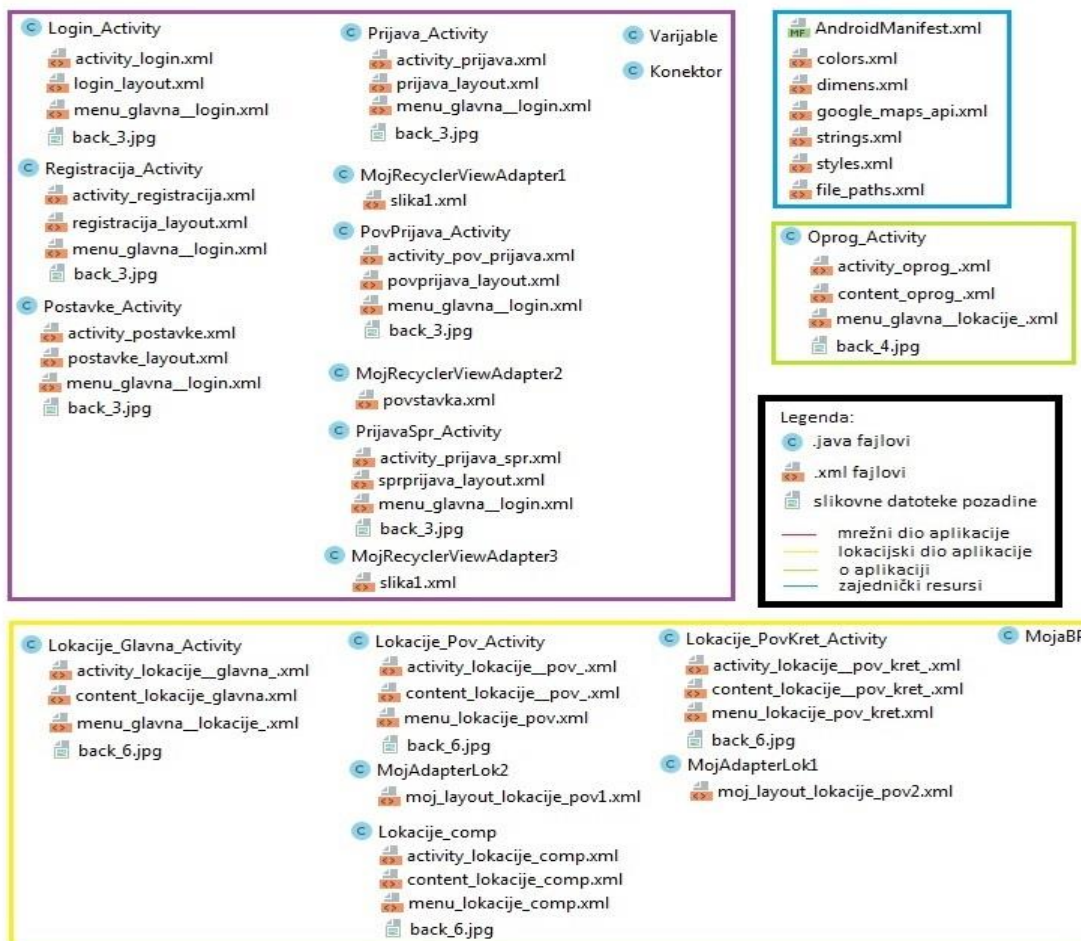 Login_Activity
activity_login.xml
login_layout.xml
menu_glavna__login.xml
back_3.jpg
Registracija_Activity
activity_registracija.xml
registracija_layout.xml
menu_glavna__login.xml
back_3.jpg
Postavke_Activity
activity_postavke.xml
postavke_layout.xml
menu_glavna__login.xml
back_3.jpg
Prijava_Activity
activity_prijava.xml
prijava_layout.xml
menu_glavna__login.xml
back_3.jpg
MojRecyclerViewAdapter1
slika1.xml
PovPrijava_Activity
activity_pov_prijava.xml
povprijava_layout.xml
menu_glavna__login.xml
back_3.jpg
MojRecyclerViewAdapter2
povstavka.xml
PrijavaSpr_Activity
activity_prijava_spr.xml
sprprijava_layout.xml
menu_glavna__login.xml
back_3.jpg
MojRecyclerViewAdapter3
slika1.xml
Varijable
Konektor
AndroidManifest.xml
colors.xml
dimens.xml
google_maps_api.xml
strings.xml
styles.xml
file_paths.xml
Oprog_Activity
activity_oprog_.xml
content_oprog_.xml
menu_glavna__lokacije_.xml
back_4.jpg
Legenda:
.java fajlovi
.xml fajlovi
slikovne datoteke pozadine
mrežni dio aplikacije
lokacijski dio aplikacije
o aplikaciji
zajednički resursi
Lokacije_Glavna_Activity
activity_lokacije__glavna_.xml
content_lokacije_glavna.xml
menu_glavna__lokacije_.xml
back_6.jpg
Lokacije_Pov_Activity
activity_lokacije__pov_.xml
content_lokacije__pov_.xml
menu_lokacije_pov.xml
back_6.jpg
MojAdapterLok2
moj_layout_lokacije_pov1.xml
Lokacije_comp
activity_lokacije_comp.xml
content_lokacije_comp.xml
menu_lokacije_comp.xml
back_6.jpg
Lokacije_PovKret_Activity
activity_lokacije__pov_kret_.xml
content_lokacije__pov_kret_.xml
menu_lokacije_pov_kret.xml
back_6.jpg
MojAdapterLok1
moj_layout_lokacije_pov2.xml